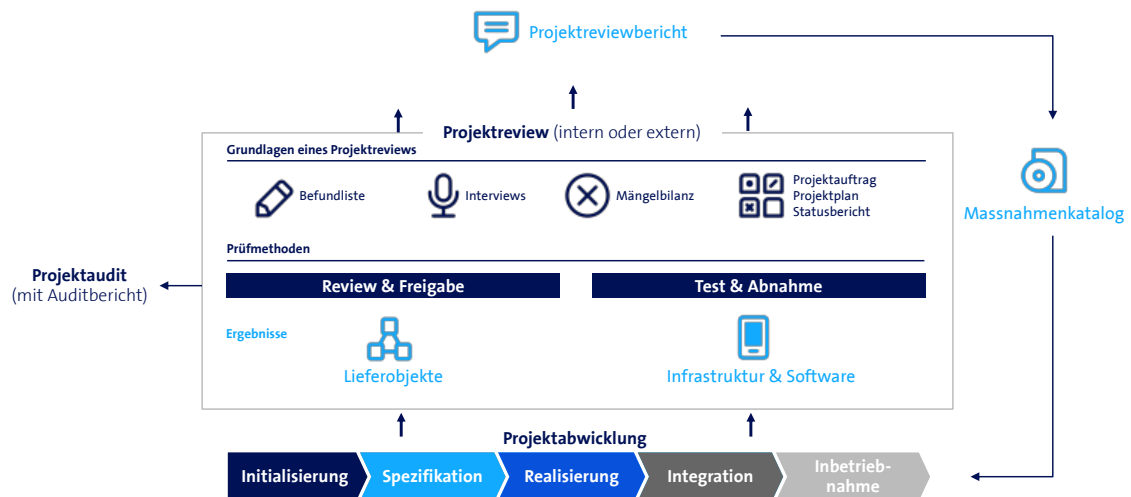 Projektreviewbericht
Projektreview (intern oder extern)
Grundlagen eines Projektreviews
Befundliste
Interviews
Mängelbilanz
Projektauftrag
Projektplan
Statusbericht
Massnahmenkatalog
Prüfmethoden
Projektaudit
(mit Auditbericht)
Review & Freigabe
Test & Abnahme
Ergebnisse
Lieferobjekte
Infrastruktur & Software
Projektabwicklung
Initialisierung
Spezifikation
Realisierung
Integration
Inbetrieb-
nahme